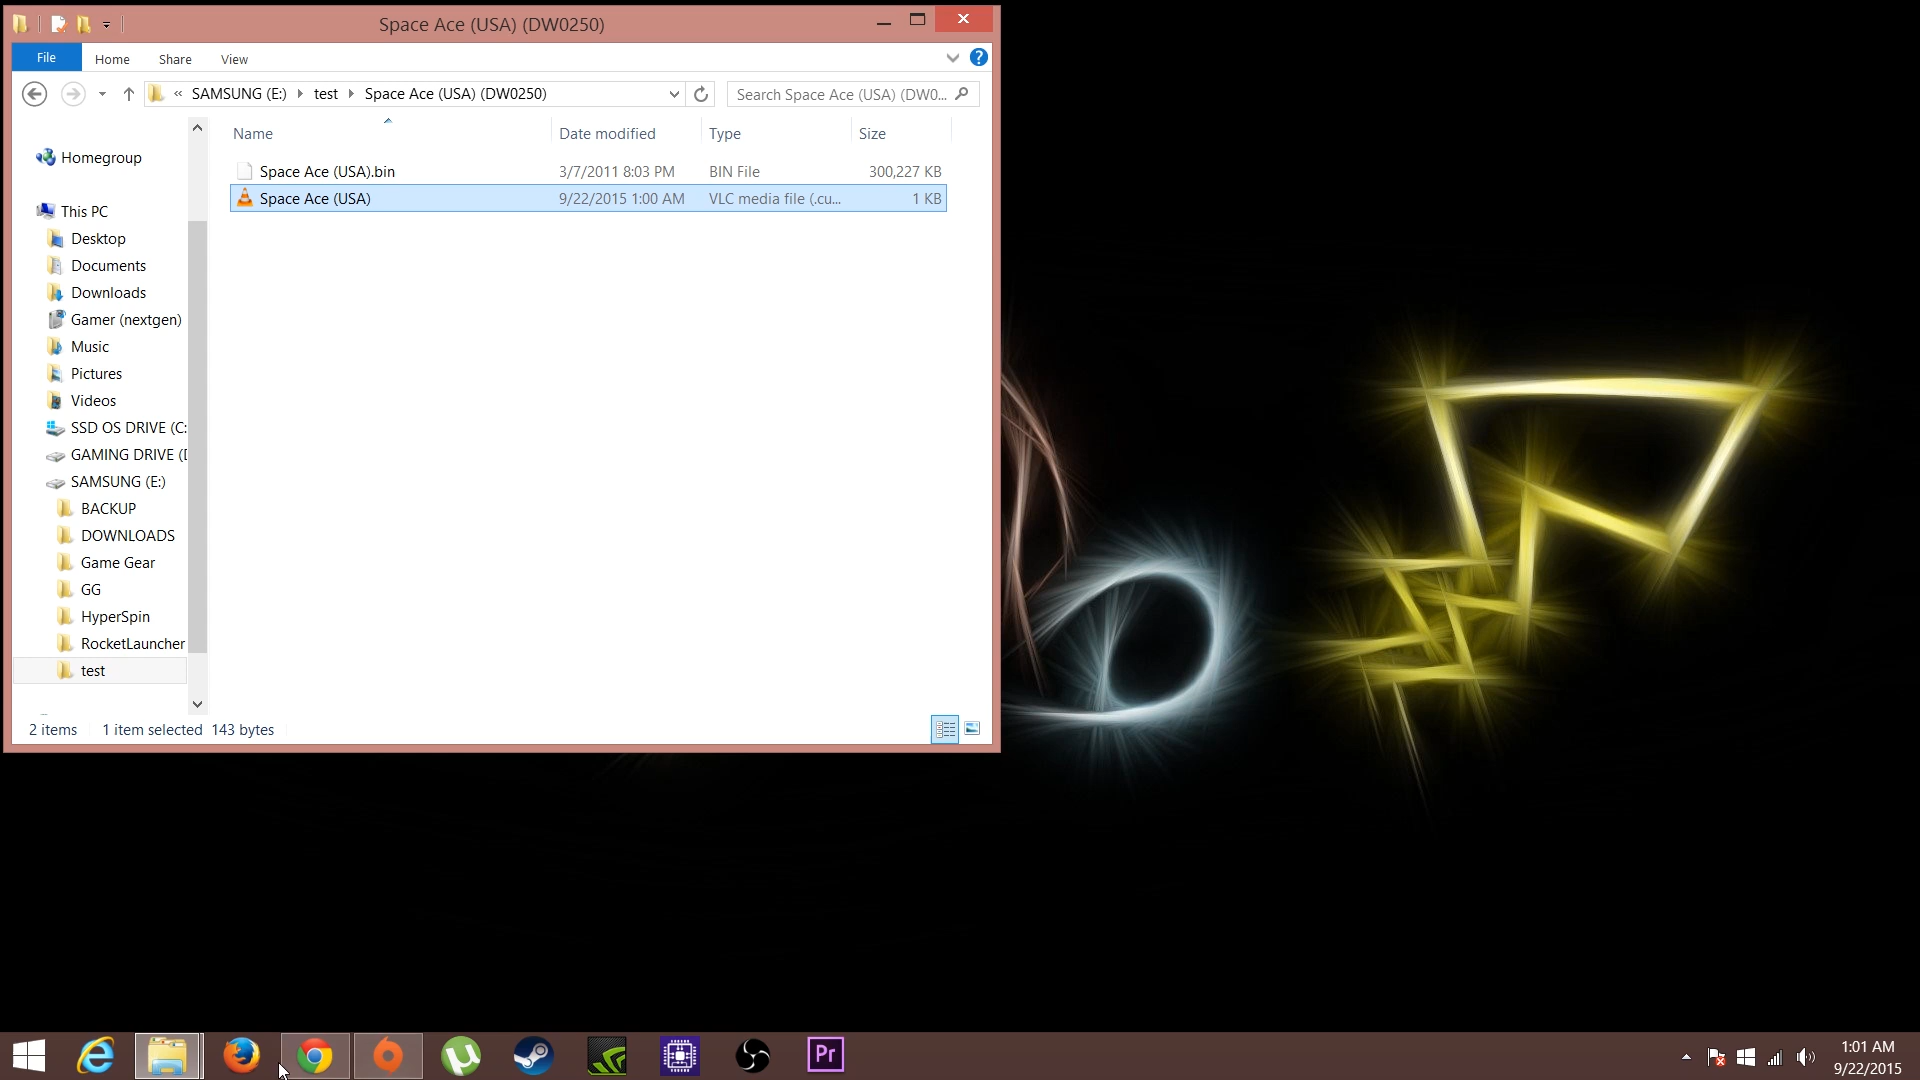 Space Ace (USA) (DW0250)
File Home Share View
« SAMSUNG (E:) test Space Ace (USA) (DW0250)
Search Space Ace (USA) (DW0...
Name Date modified Type Size
Space Ace (USA).bin 3/7/2011 8:03 PM BIN File 300,227 KB
Space Ace (USA) 9/22/2015 1:00 AM VLC media file (.cu... 1 KB
Homegroup
This PC
Desktop
Documents
Downloads
Gamer (nextgen)
Music
Pictures
Videos
SSD OS DRIVE (C:
GAMING DRIVE (D
SAMSUNG (E:)
BACKUP
DOWNLOADS
Game Gear
GG
HyperSpin
RocketLauncher
test
2 items 1 item selected 143 bytes
Pr
1:01 AM
9/22/2015